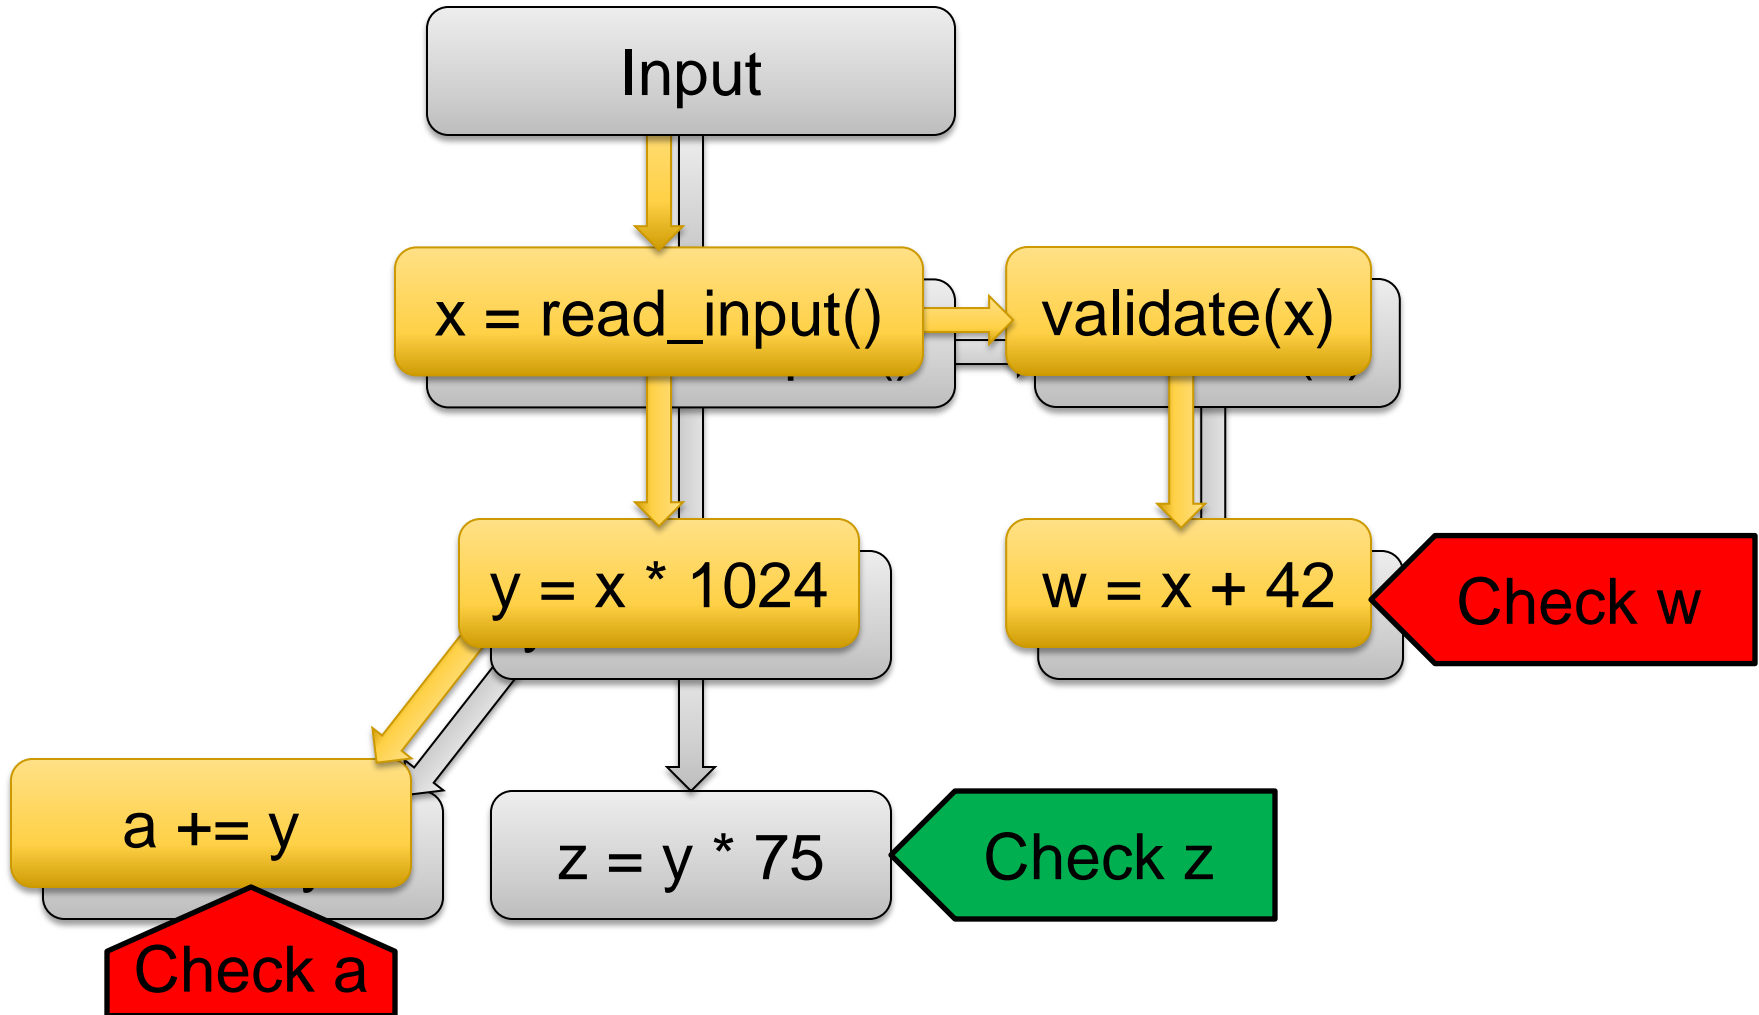 Input
x = read_input()
validate(x)
y = x * 1024
w = x + 42
Check w
a += y
z = y * 75
Check z
Check a